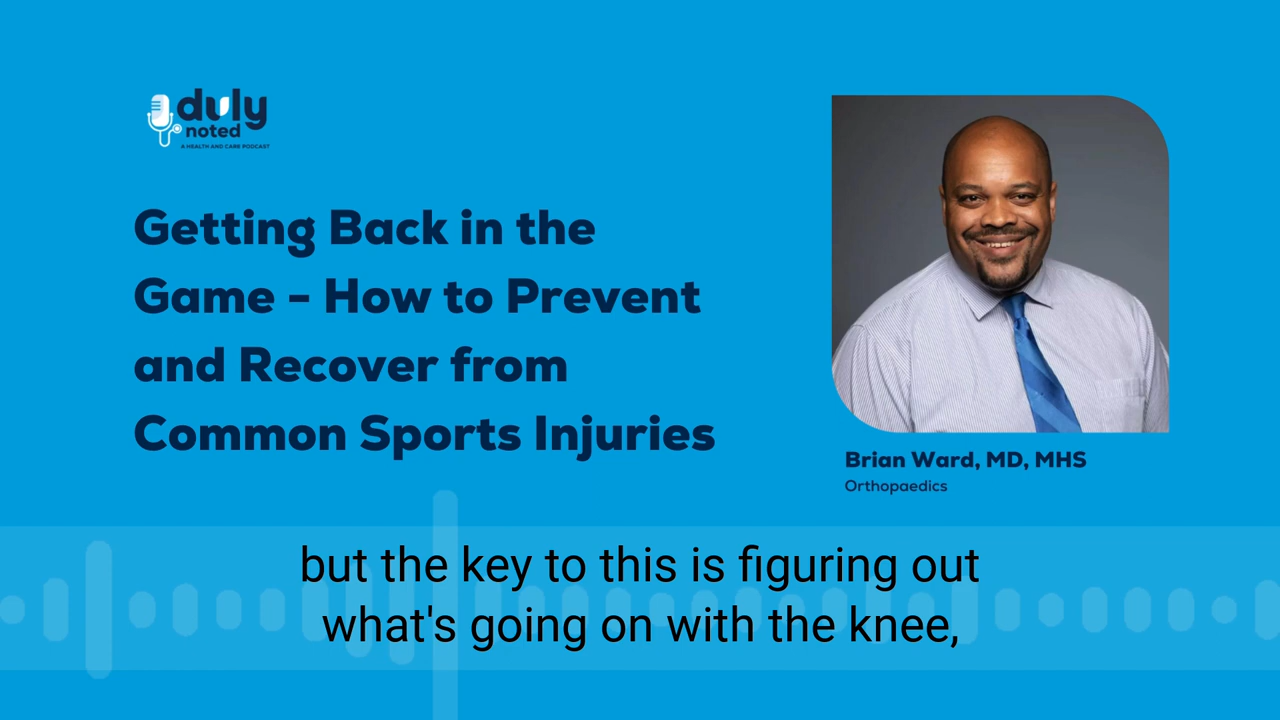 duly
noted
A HEALTH AND CARE PODCAST
Getting Back in the
Game – How to Prevent
and Recover from
Common Sports Injuries
Brian Ward, MD, MHS
Orthopaedics
but the key to this is figuring out
what's going on with the knee,